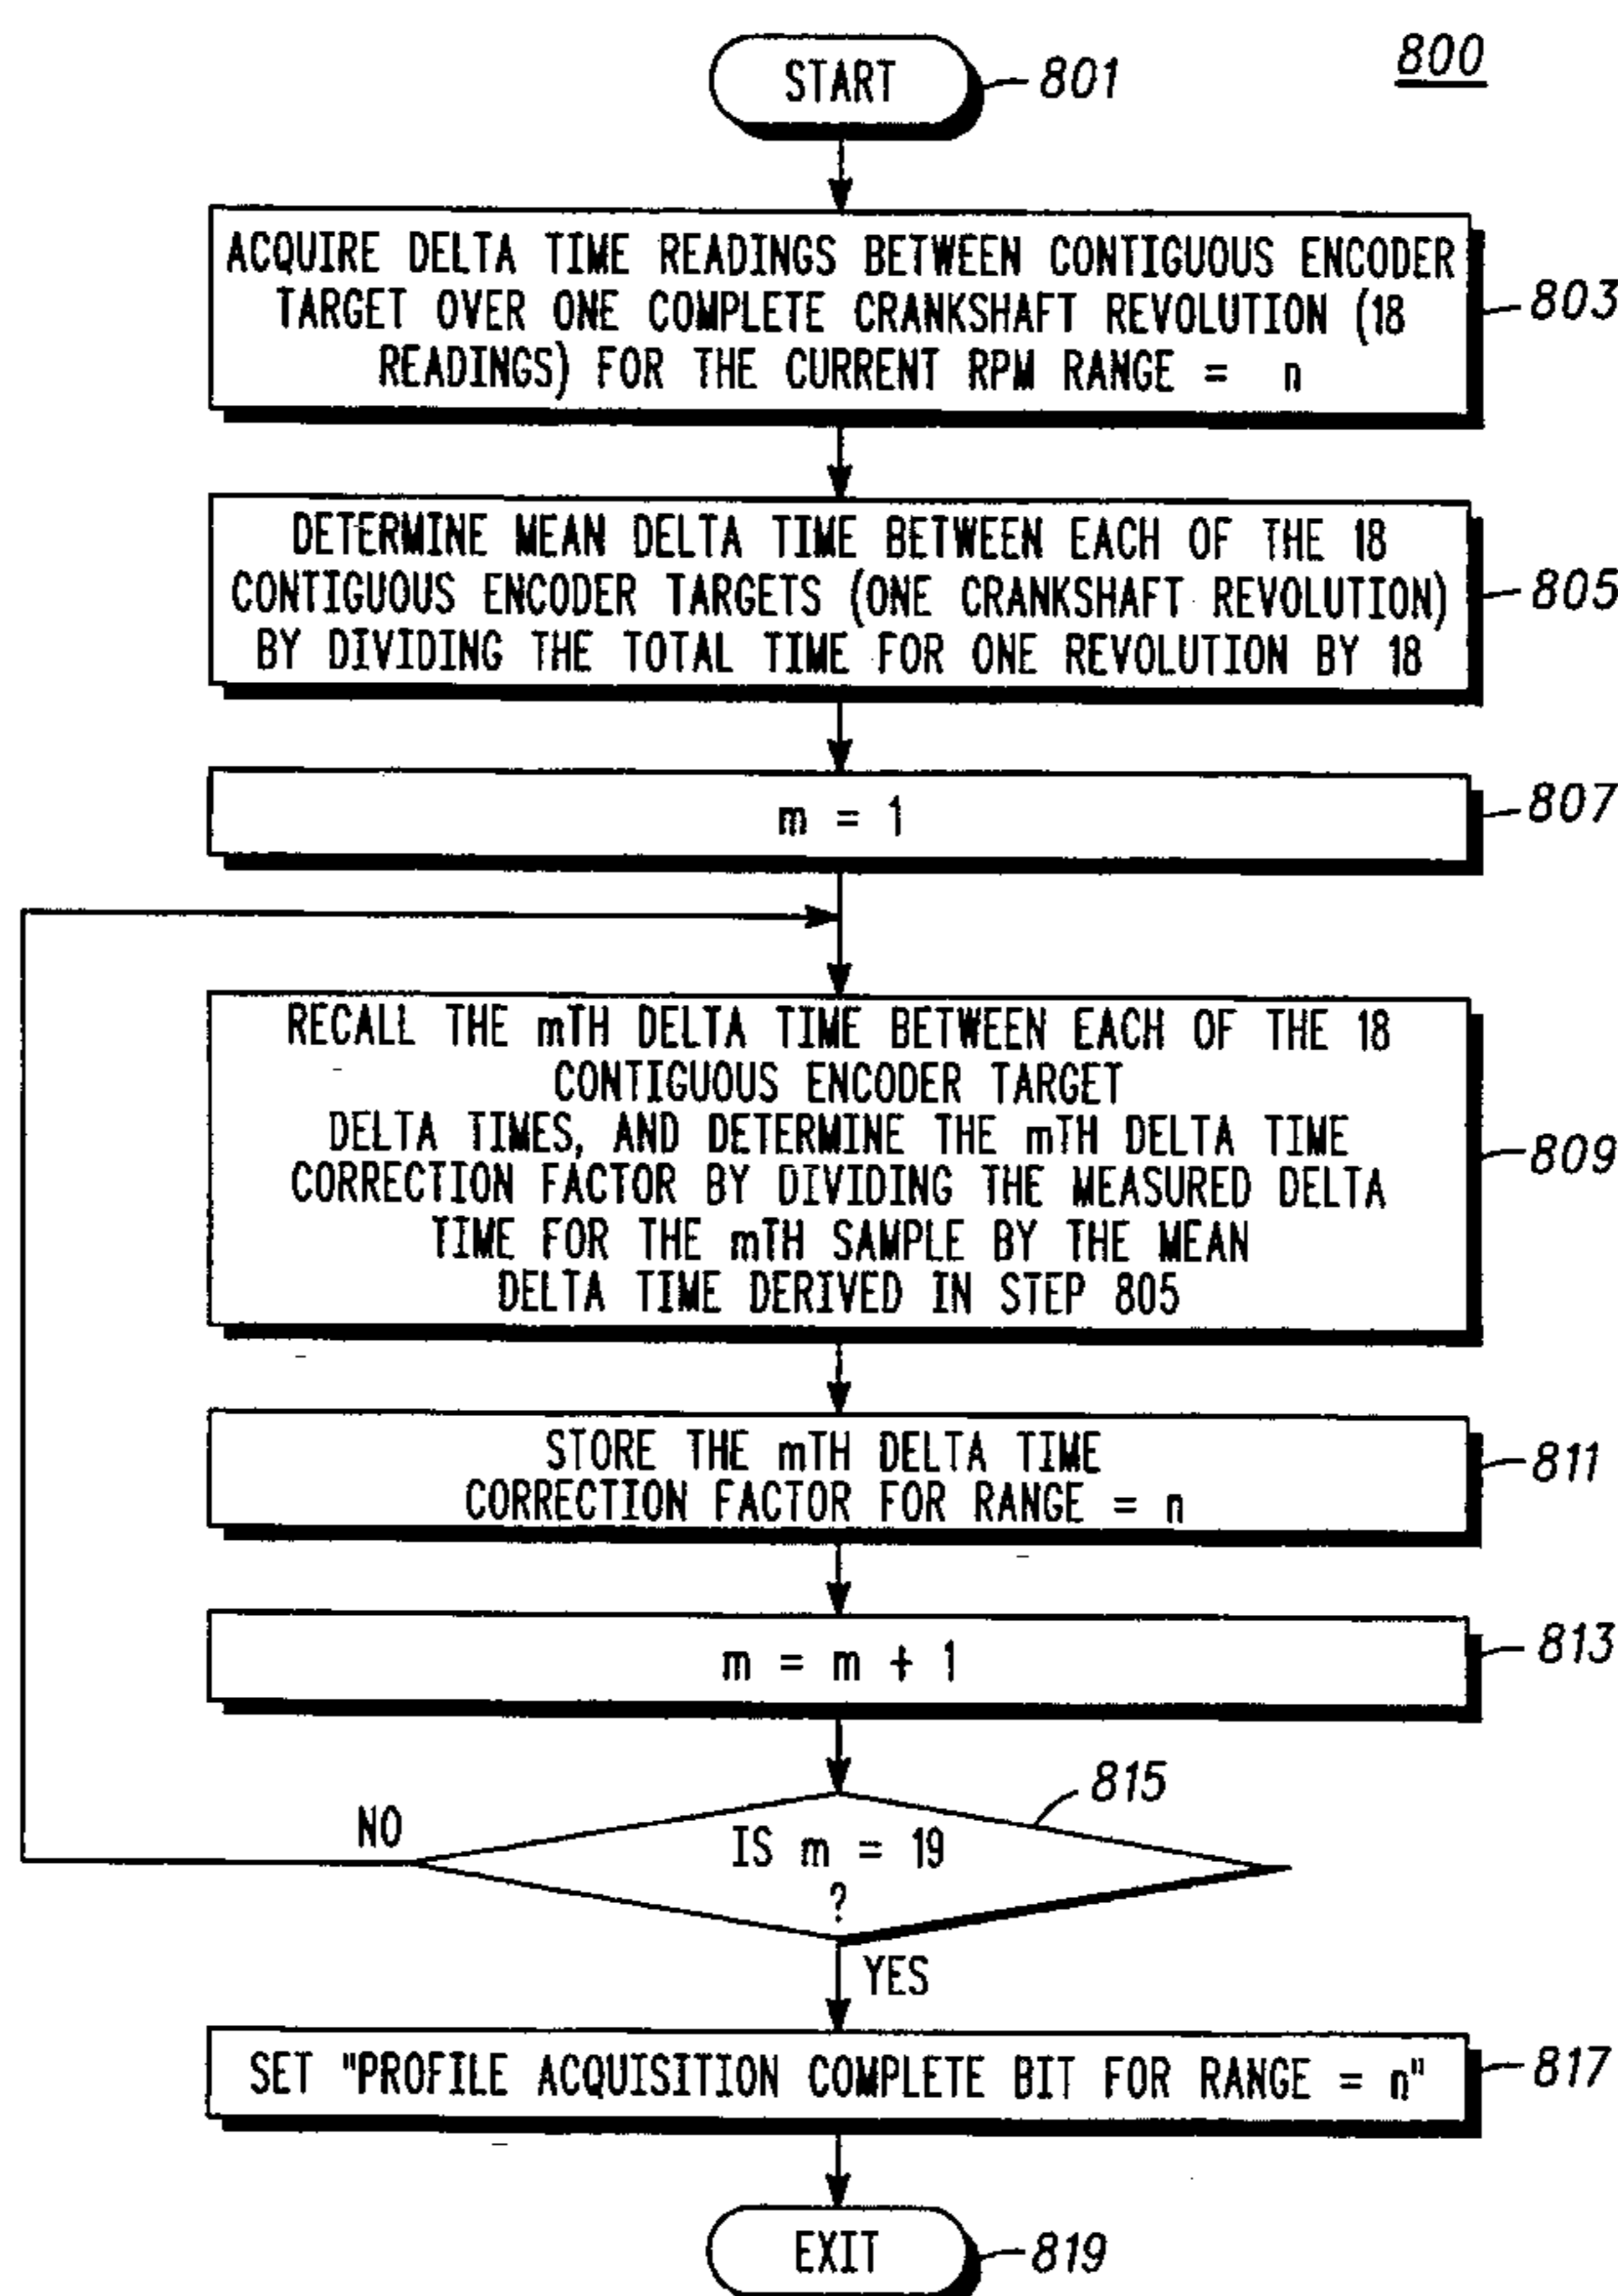 800
START
801
ACQUIRE DELTA TIME READINGS BETWEEN CONTIGUOUS ENCODER
TARGET OVER ONE COMPLETE CRANKSHAFT REVOLUTION (18
READINGS) FOR THE CURRENT RPM RANGE = n
803
DETERMINE MEAN DELTA TIME BETWEEN EACH OF THE 18
CONTIGUOUS ENCODER TARGETS (ONE CRANKSHAFT REVOLUTION)
BY DIVIDING THE TOTAL TIME FOR ONE REVOLUTION BY 18
805
m = 1
807
RECALL THE mTH DELTA TIME BETWEEN EACH OF THE 18
CONTIGUOUS ENCODER TARGET
DELTA TIMES, AND DETERMINE THE mTH DELTA TIME
CORRECTION FACTOR BY DIVIDING THE MEASURED DELTA
TIME FOR THE mTH SAMPLE BY THE MEAN
DELTA TIME DERIVED IN STEP 805
809
STORE THE mTH DELTA TIME
CORRECTION FACTOR FOR RANGE = n
811
m = m + 1
813
815
NO
IS m = 19
?
YES
SET "PROFILE ACQUISITION COMPLETE BIT FOR RANGE = n"
817
EXIT
819